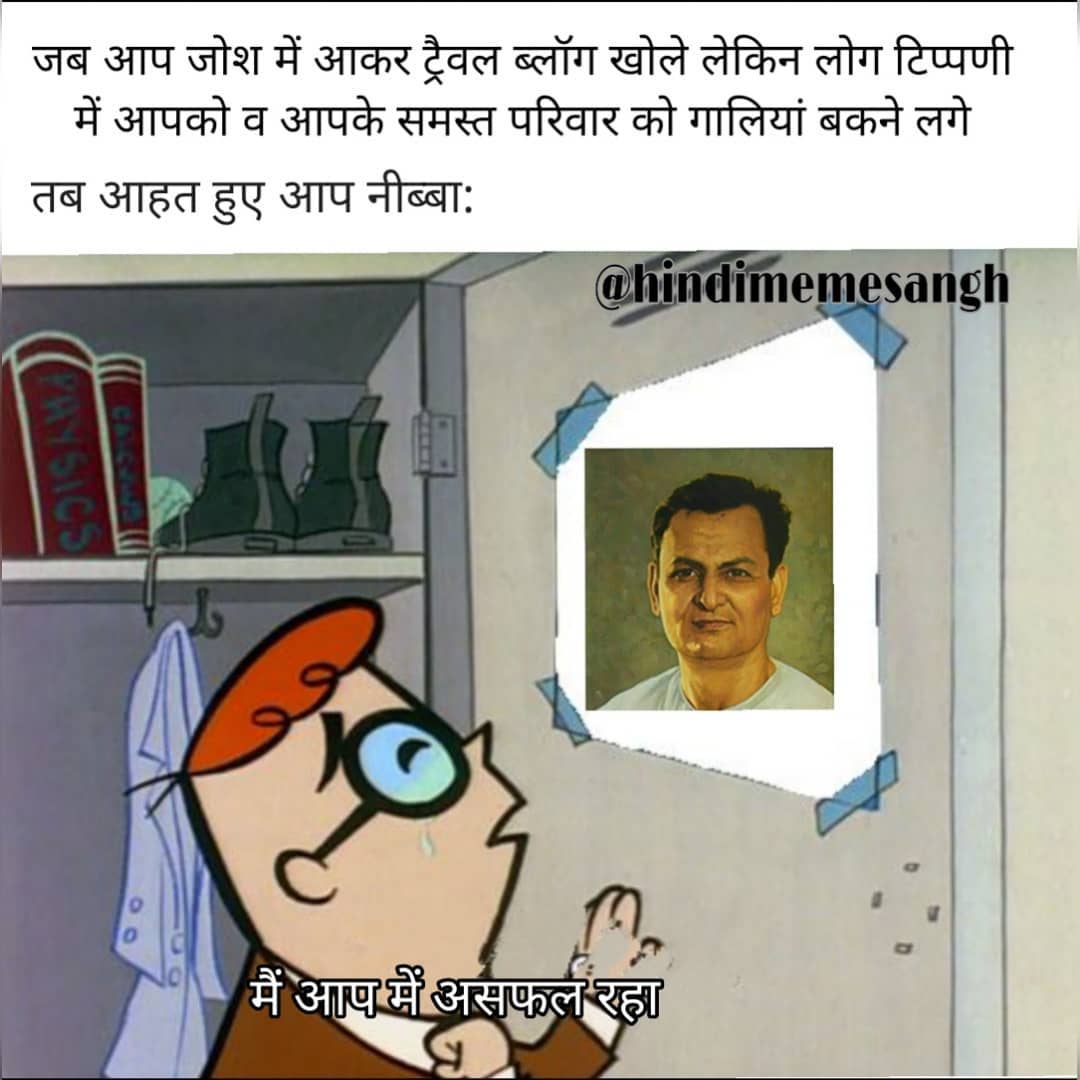 जब आप जोश में आकर ट्रैवल ब्लॉग खोले लेकिन लोग टिप्पणी
में आपको व आपके समस्त परिवार को गालियां बकने लगे
तब आहत हुए आप नीब्बा:
@hindimemesangh
PHYSICS
मैं आप में असफल रहा